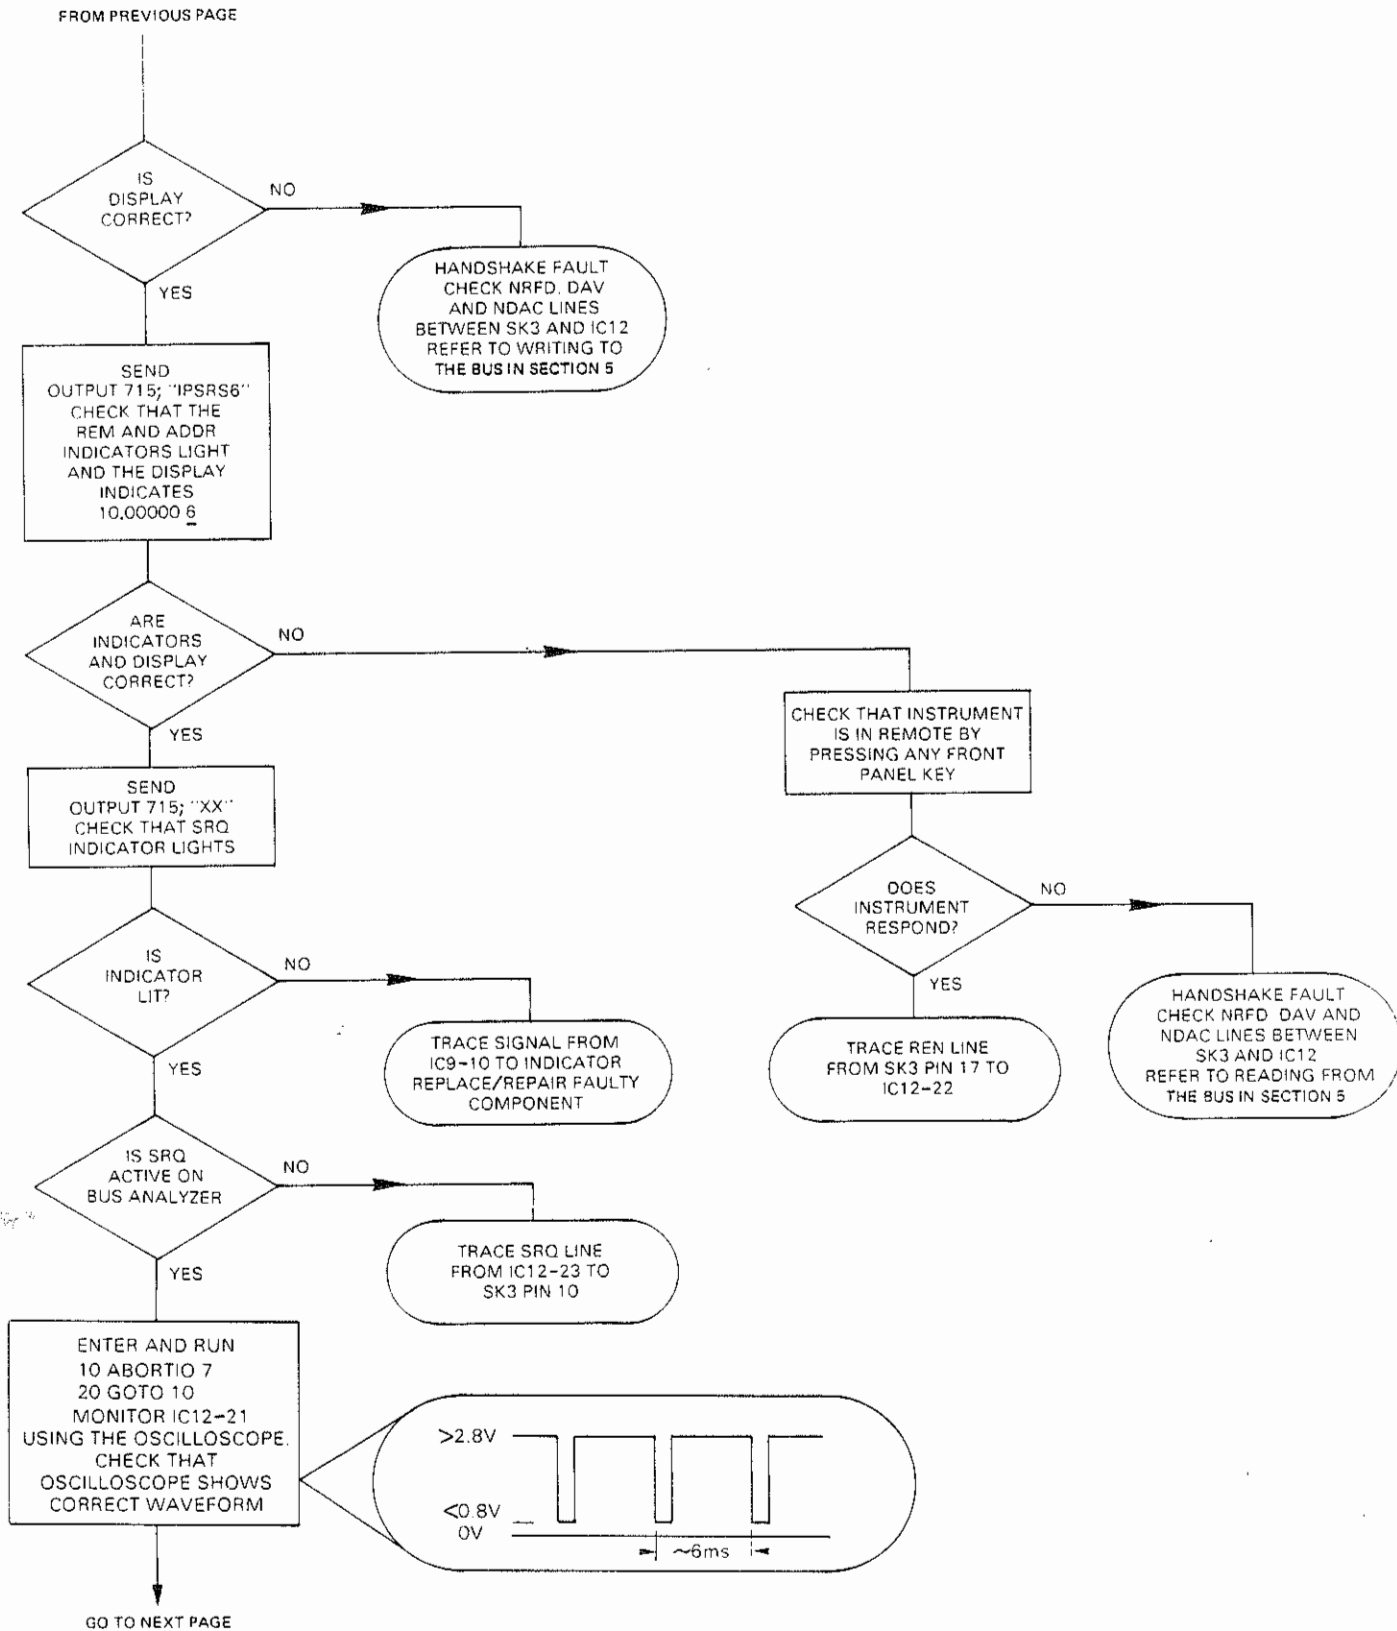 FROM PREVIOUS PAGE
IS
DISPLAY
CORRECT?
NO
YES
HANDSHAKE FAULT
CHECK NRFD, DAV
AND NDAC LINES
BETWEEN SK3 AND IC12
REFER TO WRITING TO
THE BUS IN SECTION 5
SEND
OUTPUT 715; "IPSRS6"
CHECK THAT THE
REM AND ADDR
INDICATORS LIGHT
AND THE DISPLAY
INDICATES
10.00000 6
ARE
INDICATORS
AND DISPLAY
CORRECT?
NO
YES
CHECK THAT INSTRUMENT
IS IN REMOTE BY
PRESSING ANY FRONT
PANEL KEY
SEND
OUTPUT 715; "XX"
CHECK THAT SRQ
INDICATOR LIGHTS
DOES
INSTRUMENT
RESPOND?
NO
YES
IS
INDICATOR
LIT?
NO
YES
TRACE SIGNAL FROM
IC9-10 TO INDICATOR
REPLACE/REPAIR FAULTY
COMPONENT
TRACE REN LINE
FROM SK3 PIN 17 TO
IC12-22
HANDSHAKE FAULT
CHECK NRFD DAV AND
NDAC LINES BETWEEN
SK3 AND IC12
REFER TO READING FROM
THE BUS IN SECTION 5
IS SRQ
ACTIVE ON
BUS ANALYZER
NO
YES
TRACE SRQ LINE
FROM IC12-23 TO
SK3 PIN 10
ENTER AND RUN
10 ABORTIO 7
20 GOTO 10
MONITOR IC12-21
USING THE OSCILLOSCOPE.
CHECK THAT
OSCILLOSCOPE SHOWS
CORRECT WAVEFORM
>2.8V
<0.8V
0V
~6ms
GO TO NEXT PAGE